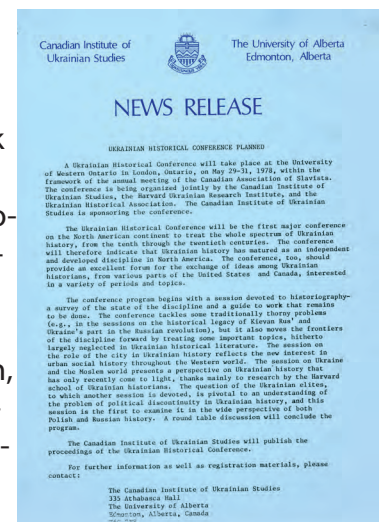 Canadian Institute of
Ukrainian Studies
The University of Alberta
Edmonton, Alberta
NEWS RELEASE
UKRAINIAN HISTORICAL CONFERENCE PLANNED
A Ukrainian Historical Conference will take place at the University
of Western Ontario in London, Ontario, on May 29-31, 1978, within the
framework of the annual meeting of the Canadian Association of Slavists.
The conference is being organized jointly by the Canadian Institute of
Ukrainian Studies, the Harvard Ukrainian Research Institute, and the
Ukrainian Historical Association. The Canadian Institute of Ukrainian
Studies is sponsoring the conference.
The Ukrainian Historical Conference will be the first major conference
on the North American continent to treat the whole spectrum of Ukrainian
history, from the tenth through the twentieth centuries. The conference
will therefore indicate that Ukrainian history has matured as an independent
and developed discipline in North America. The conference, too, should
provide an excellent forum for the exchange of ideas among Ukrainian
historians, from various parts of the United States and Canada, interested
in a variety of periods and topics.
The conference program begins with a session devoted to historiography-
a survey of the state of the discipline and a guide to work that remains
to be done. The conference tackles some traditionally thorny problems
(e.g., in the sessions on the historical legacy of Kievan Rus' and
Ukraine's part in the Russian revolution), but it also moves the frontiers
of the discipline forward by treating some important topics, hitherto
largely neglected in Ukrainian historical literature. The session on
the role of the city in Ukrainian history reflects the new interest in
urban social history throughout the Western world. The session on Ukraine
and the Moslem world presents a perspective on Ukrainian history that
has only recently come to light, thanks mainly to research by the Harvard
school of Ukrainian historians. The question of the Ukrainian elites,
to which another session is devoted, is pivotal to an understanding of
the problem of political discontinuity in Ukrainian history, and this
session is the first to examine it in the wide perspective of both
Polish and Russian history. A round table discussion will conclude the
program.
The Canadian Institute of Ukrainian Studies will publish the
proceedings of the Ukrainian Historical Conference.
For further information as well as registration materials, please
contact:
The Canadian Institute of Ukrainian Studies
335 Athabasca Hall
The University of Alberta
Edmonton, Alberta, Canada